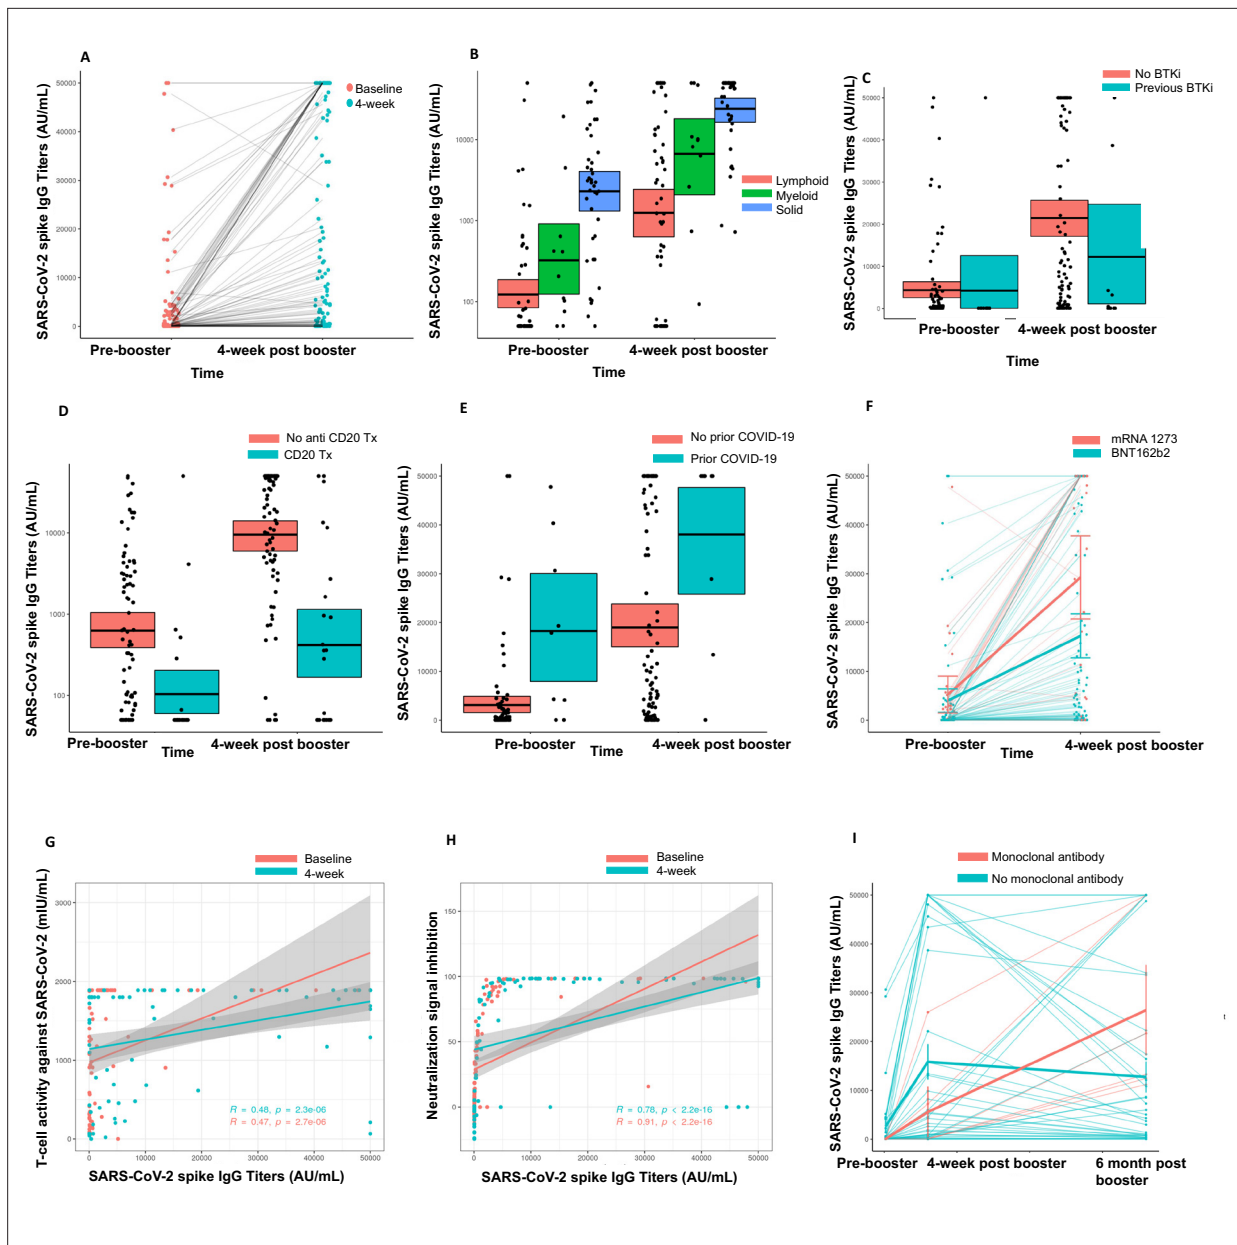 A
SARS-CoV-2 spike IgG Titers (AU/mL)
50000
40000
30000
20000
10000
0
Baseline
4-week
Pre-booster
4-week post booster
Time
B
SARS-CoV-2 spike IgG Titers (AU/mL)
10000
1000
100
Lymphoid
Myeloid
Solid
Pre-booster
4-week post booster
Time
C
No BTKi
Previous BTKi
SARS-CoV-2 spike IgG Titers (AU/mL)
50000
40000
30000
20000
10000
0
Pre-booster
4-week post booster
Time
D
No anti CD20 Tx
CD20 Tx
SARS-CoV-2 spike IgG Titers (AU/mL)
10000
1000
100
Pre-booster
4-week post booster
Time
E
No prior COVID-19
Prior COVID-19
SARS-CoV-2 spike IgG Titers (AU/mL)
50000
40000
30000
20000
10000
0
Pre-booster
4-week post booster
Time
F
mRNA 1273
BNT162b2
SARS-CoV-2 spike IgG Titers (AU/mL)
50000
40000
30000
20000
10000
0
Pre-booster
4-week post booster
Time
G
Baseline
4-week
T-cell activity against SARS-CoV-2 (mIU/mL)
3000
2000
1000
0
R = 0.48, p = 2.3e-06
R = 0.47, p = 2.7e-06
0
10000
20000
30000
40000
50000
SARS-CoV-2 spike IgG Titers (AU/mL)
H
Baseline
4-week
Neutralization signal inhibition
150
100
50
0
R = 0.78, p < 2.2e-16
R = 0.91, p < 2.2e-16
0
10000
20000
30000
40000
50000
SARS-CoV-2 spike IgG Titers (AU/mL)
I
Monoclonal antibody
No monoclonal antibody
SARS-CoV-2 spike IgG Titers (AU/mL)
50000
40000
30000
20000
10000
0
Pre-booster
4-week post booster
6 month post
booster
t